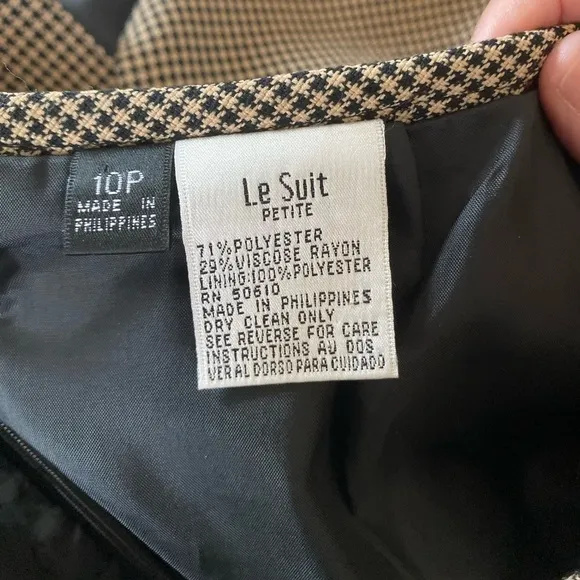 10P
MADE IN
PHILIPPINES
Le Suit
PETITE
71%POLYESTER
29%VISCOSE RAYON
LINING:100%POLYESTER
RN 50610
MADE IN PHILIPPINES
DRY CLEAN ONLY
SEE REVERSE FOR CARE
INSTRUCTIONS AU DOS
VER AL DORSO PARA CUIDADO